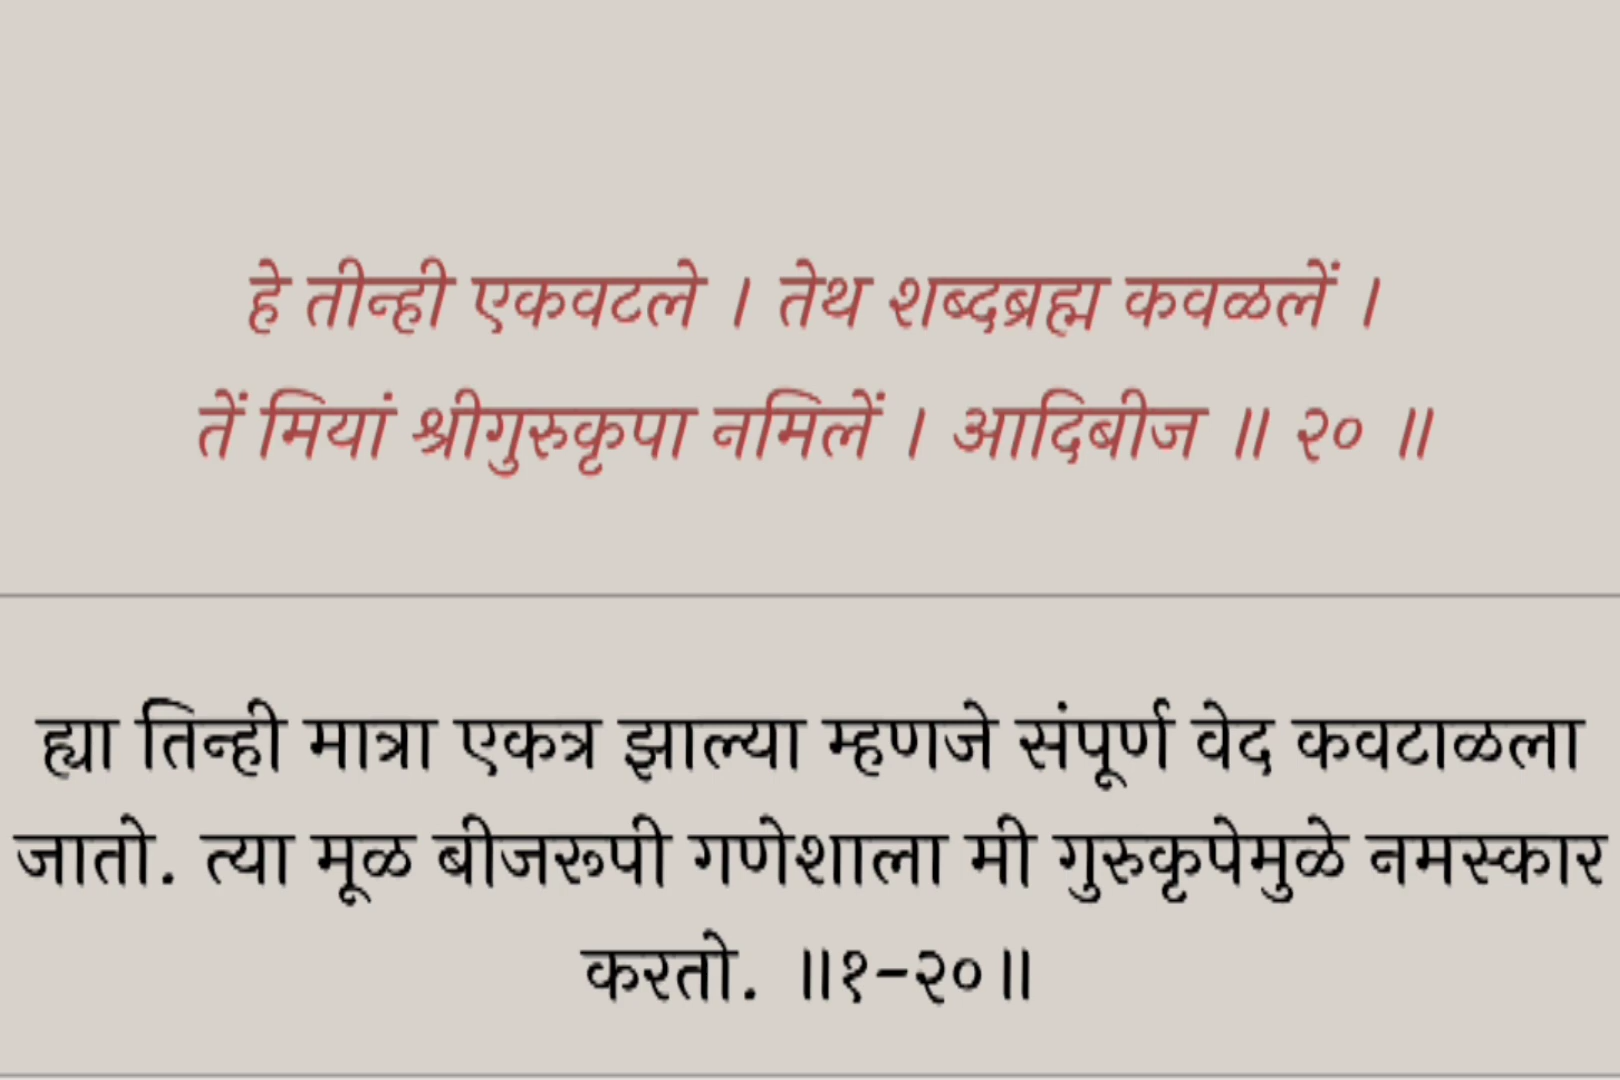 हे तीन्ही एकवटले । तेथ शब्दब्रह्म कवळलें ।
तें मियां श्रीगुरुकृपा नमिलें । आदिबीज ॥ २० ॥
ह्या तिन्ही मात्रा एकत्र झाल्या म्हणजे संपूर्ण वेद कवटाळला
जातो. त्या मूळ बीजरूपी गणेशाला मी गुरुकृपेमुळे नमस्कार
करतो. ॥१-२०॥